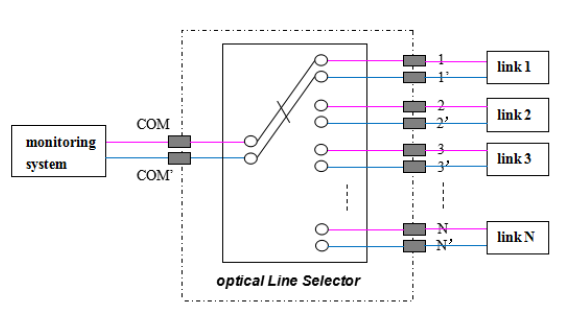 1
link 1
1'
2
link 2
2'
COM
monitoring
system
3
link 3
3'
COM'
N
link N
N'
optical Line Selector